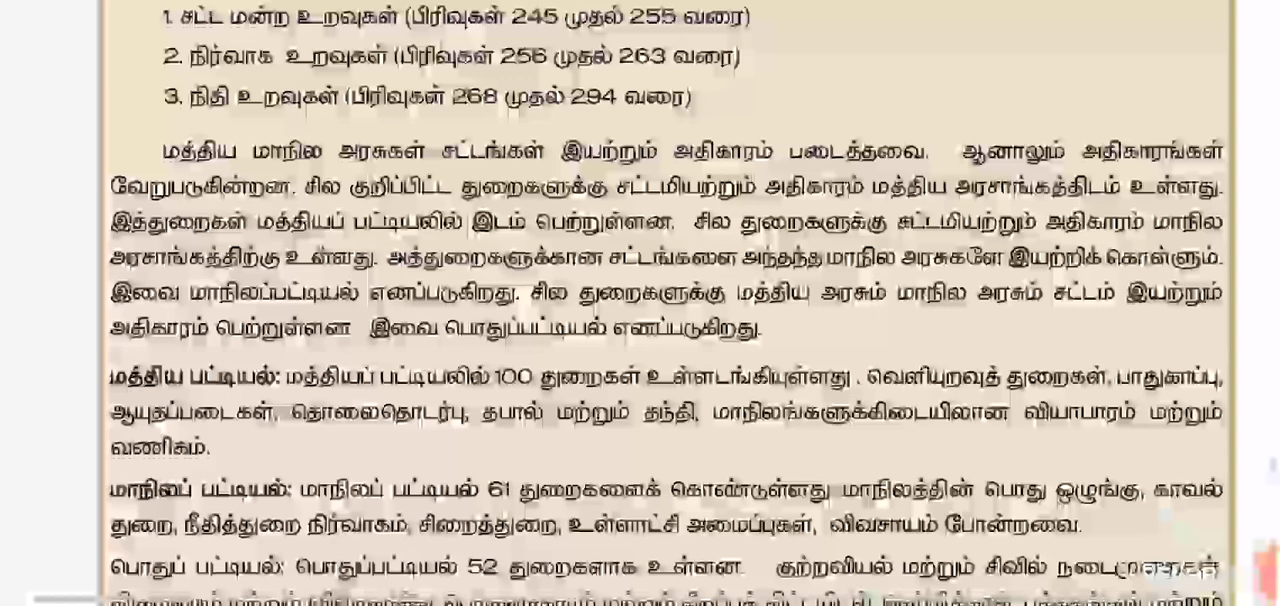 1. சட்ட மன்ற உறவுகள் (பிரிவுகள் 245 முதல் 255 வரை)
2. நிர்வாக உறவுகள் (பிரிவுகள் 256 முதல் 263 வரை)
3. நிதி உறவுகள் (பிரிவுகள் 268 முதல் 294 வரை)
மத்திய மாநில அரசுகள் சட்டங்கள் இயற்றும் அதிகாரம் படைத்தவை. ஆனாலும் அதிகாரங்கள்
வேறுபடுகின்றன. சில குறிப்பிட்ட துறைகளுக்கு சட்டமியற்றும் அதிகாரம் மத்திய அரசாங்கத்திடம் உள்ளது.
இத்துறைகள் மத்தியப் பட்டியலில் இடம் பெற்றுள்ளன. சில துறைகளுக்கு சட்டமியற்றும் அதிகாரம் மாநில
அரசாங்கத்திற்கு உள்ளது. அத்துறைகளுக்கான சட்டங்களை அந்தந்த மாநில அரசுகளே இயற்றிக் கொள்ளும்.
இவை மாநிலப்பட்டியல் எனப்படுகிறது. சில துறைகளுக்கு மத்திய அரசும் மாநில அரசும் சட்டம் இயற்றும்
அதிகாரம் பெற்றுள்ளன இவை பொதுப்பட்டியல் எனப்படுகிறது.
மத்திய பட்டியல்: மத்தியப் பட்டியலில் 100 துறைகள் உள்ளடங்கியுள்ளது . வெளியுறவுத் துறைகள், பாதுகாப்பு,
ஆயுதப்படைகள், தொலைதொடர்பு, தபால் மற்றும் தந்தி, மாநிலங்களுக்கிடையிலான வியாபாரம் மற்றும்
வணிகம்.
மாநிலப் பட்டியல்: மாநிலப் பட்டியல் 61 துறைகளைக் கொண்டுள்ளது மாநிலத்தின் பொது ஒழுங்கு, காவல்
துறை, நீதித்துறை நிர்வாகம், சிறைத்துறை, உள்ளாட்சி அமைப்புகள், விவசாயம் போன்றவை.
பொதுப் பட்டியல்: பொதுப்பட்டியல் 52 துறைகளாக உள்ளன. குற்றவியல் மற்றும் சிவில்